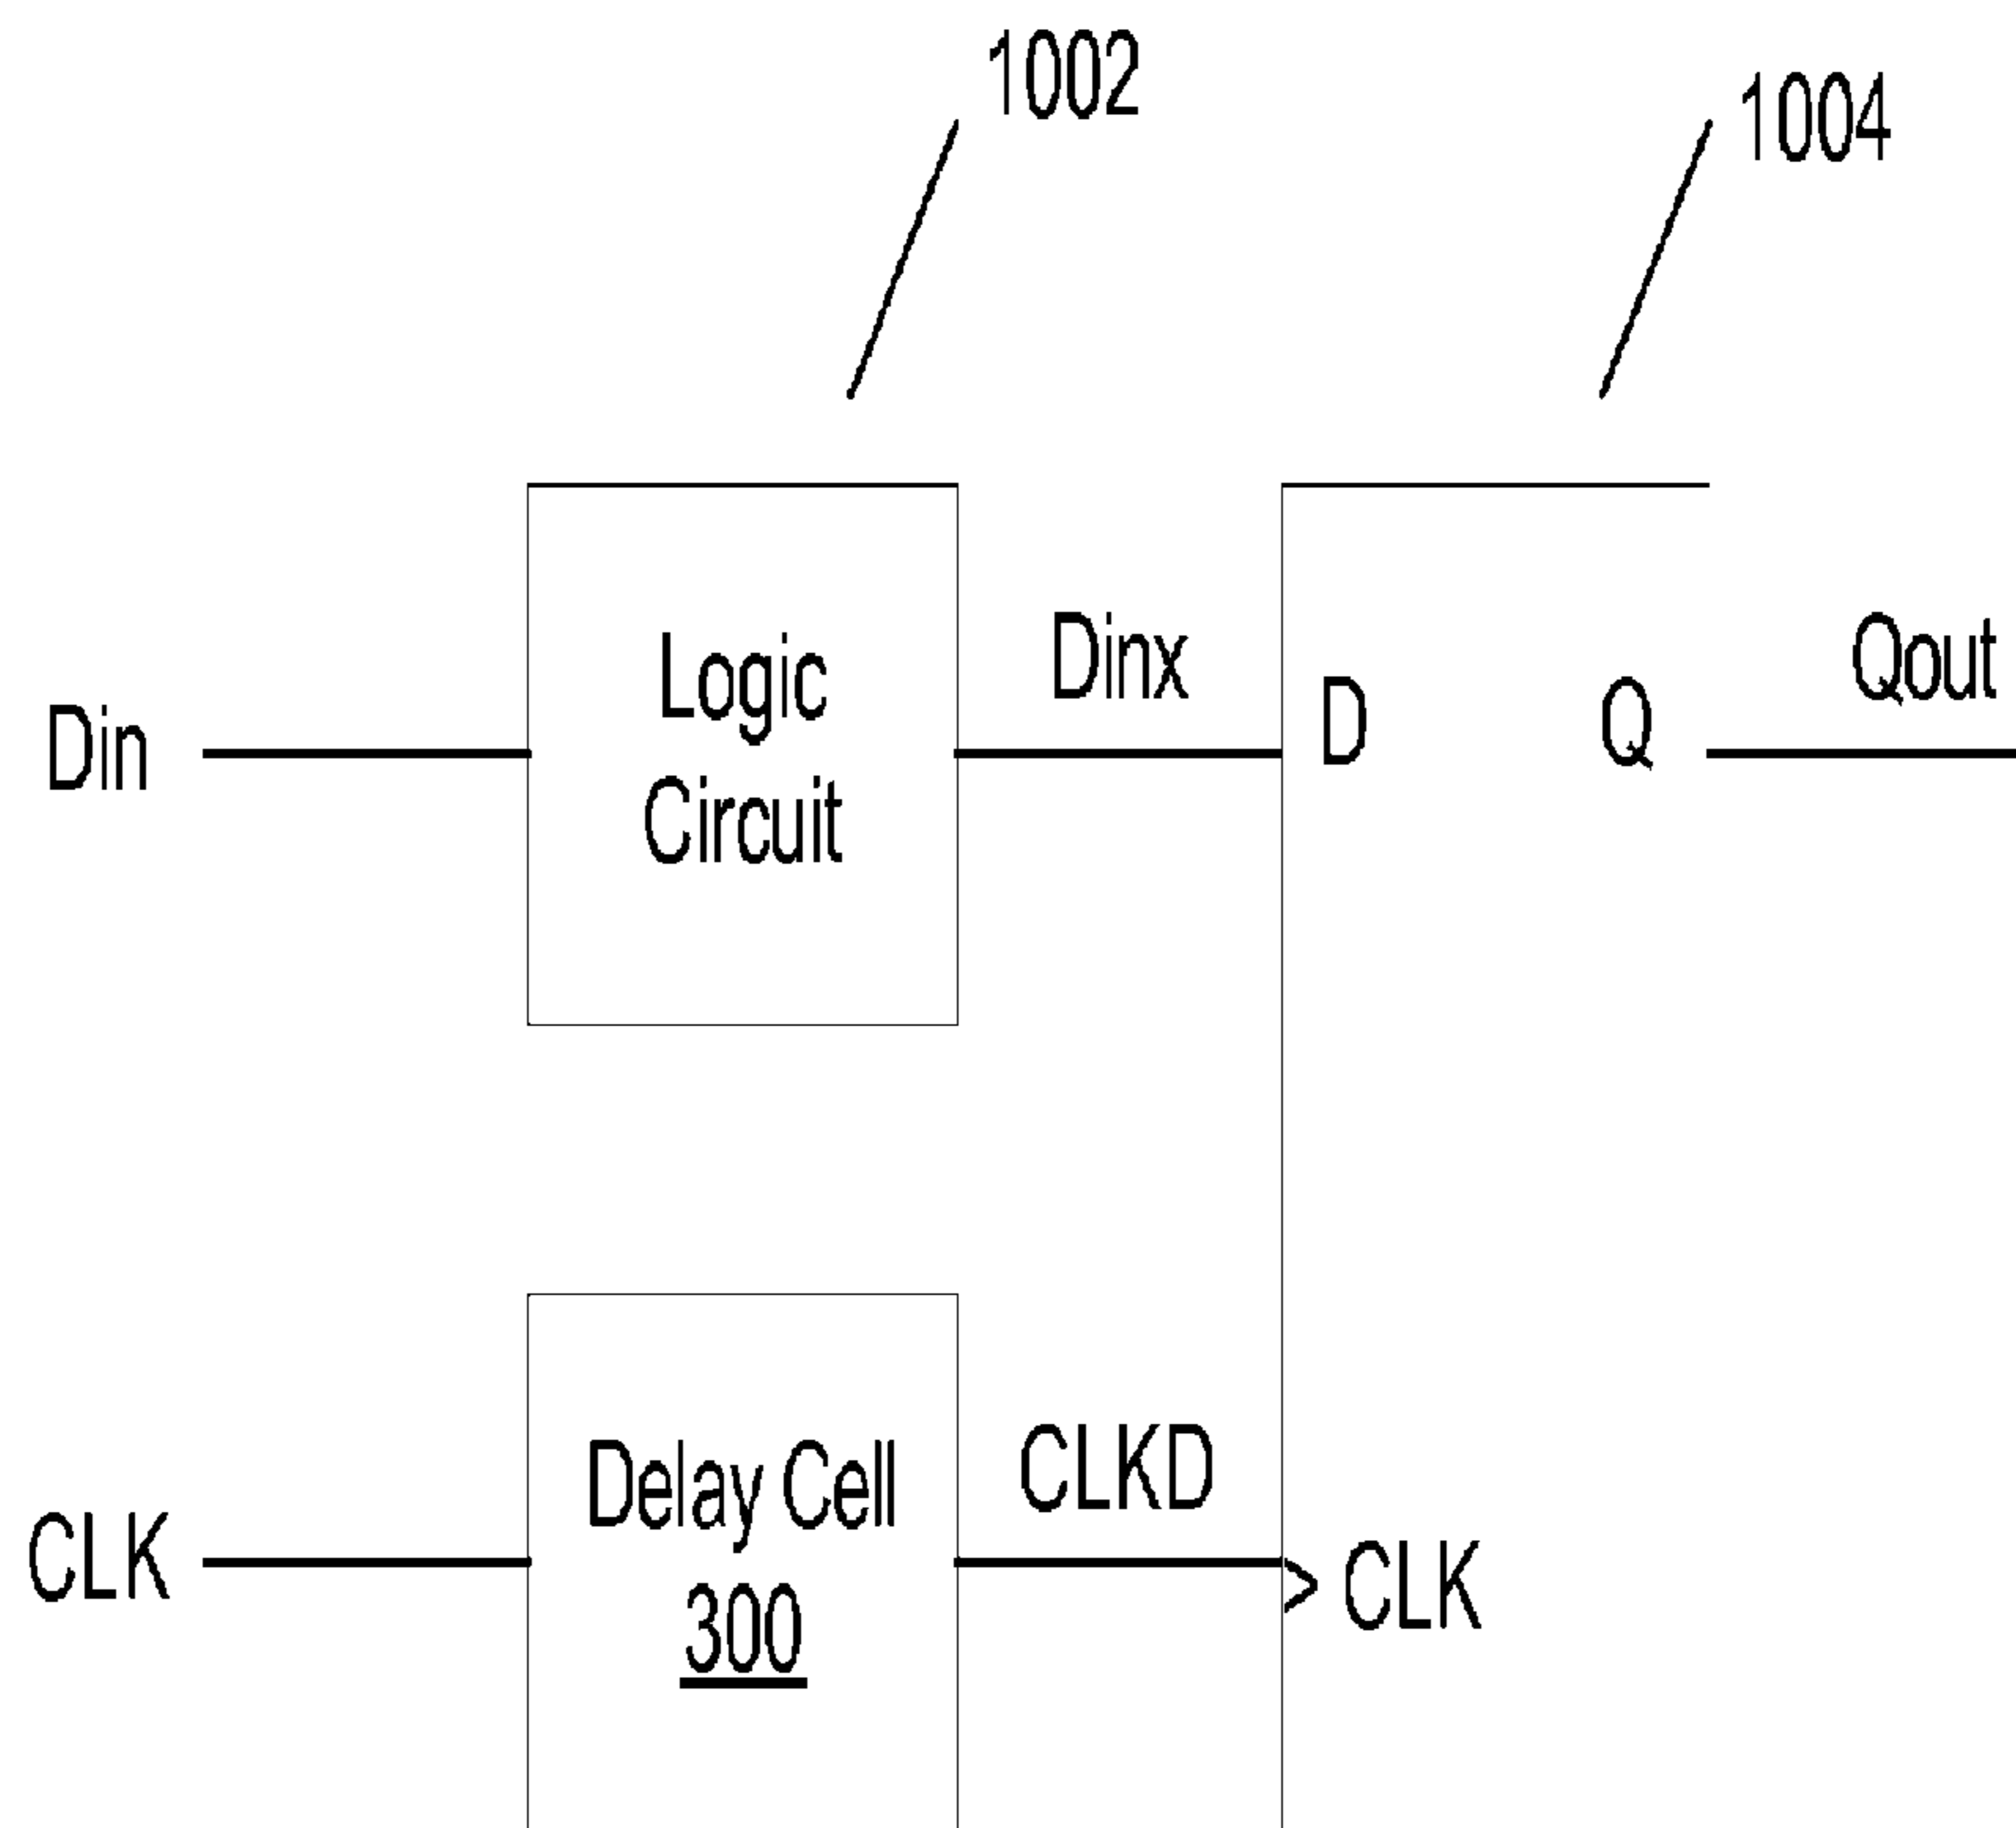 1002
1004
Din
Logic
Circuit
Dinx
D
Q
Qout
CLK
Delay Cell
300
CLKD
CLK